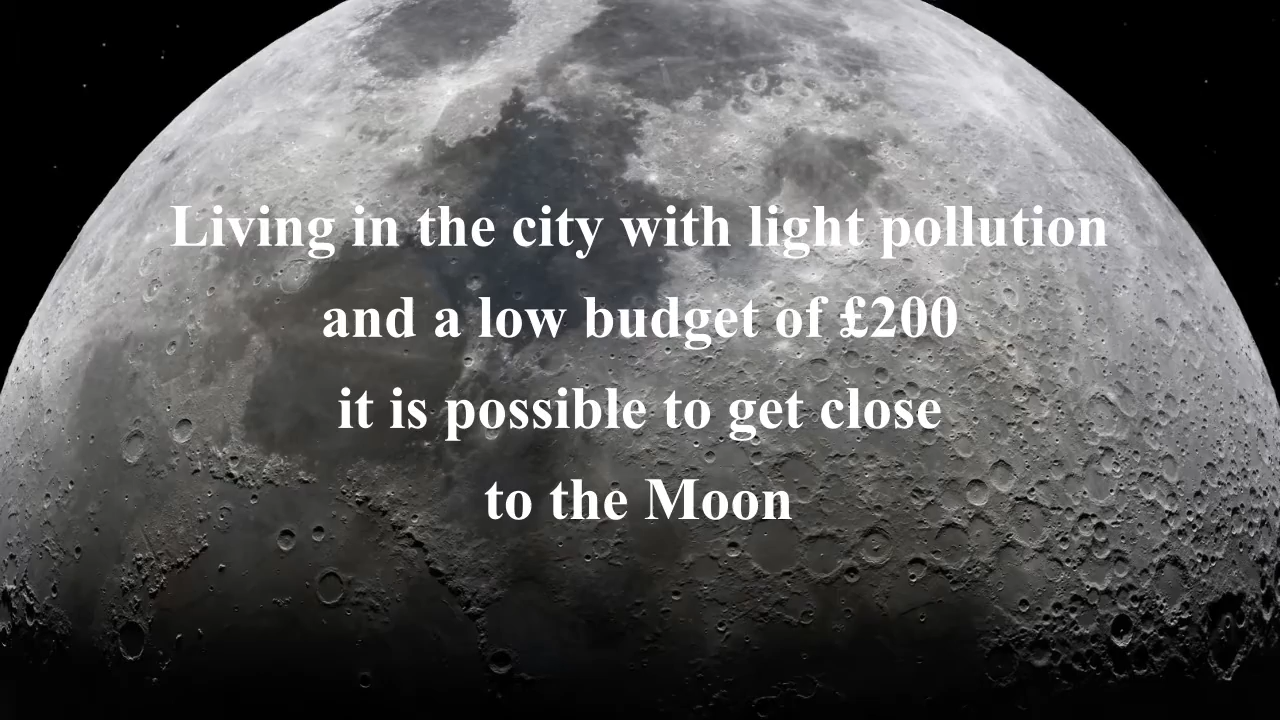 Living in the city with light pollution
and a low budget of £200
it is possible to get close
to the Moon